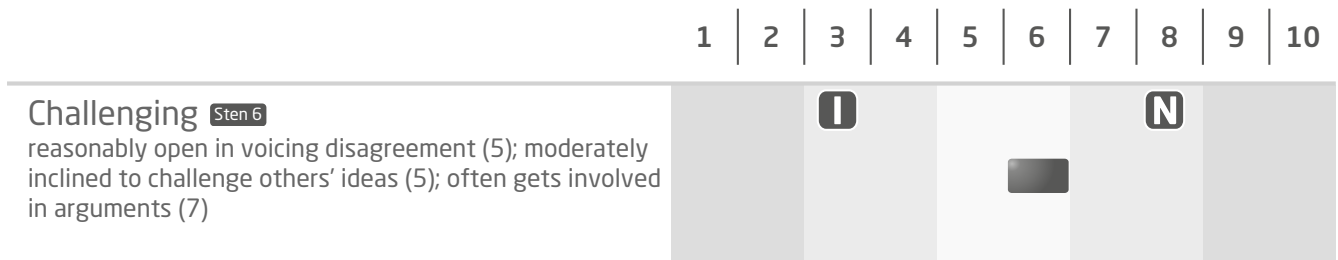 1 2 3 4 5 6 7 8 9 10
Challenging Sten 6
I N
reasonably open in voicing disagreement (5); moderately
inclined to challenge others' ideas (5); often gets involved
in arguments (7)